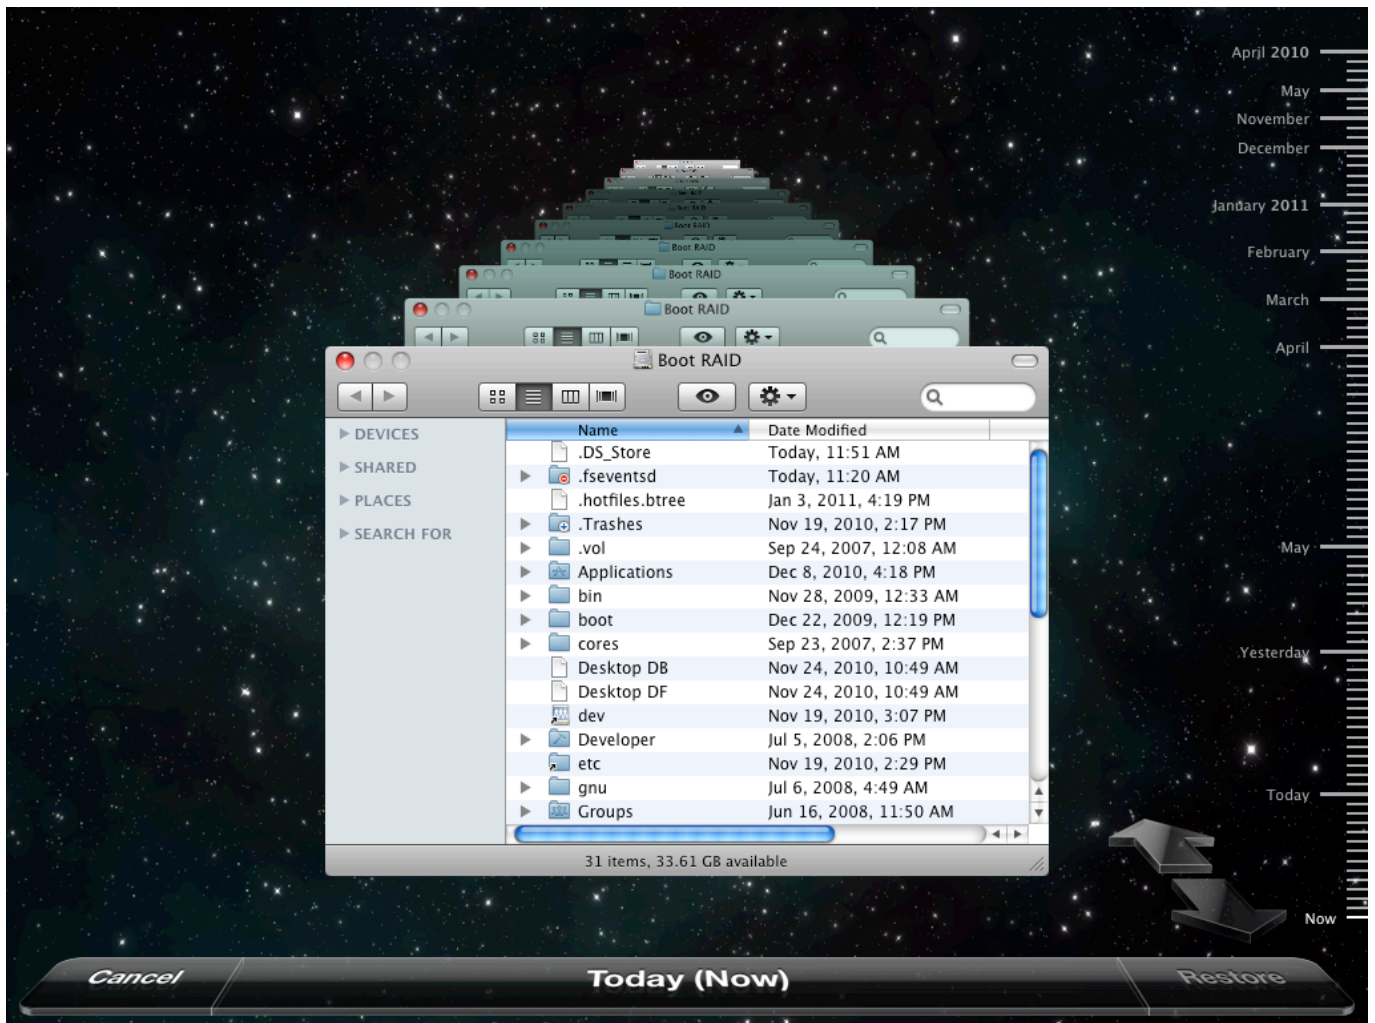 April 2010
May
November
December
January 2011
February
March
April
May
Yesterday
Today
Now
Boot RAID
Boot RAID
Boot RAID
Boot RAID
Boot RAID
Boot RAID
DEVICES
SHARED
PLACES
SEARCH FOR
Name Date Modified
.DS_Store Today, 11:51 AM
.fseventsd Today, 11:20 AM
.hotfiles.btree Jan 3, 2011, 4:19 PM
.Trashes Nov 19, 2010, 2:17 PM
.vol Sep 24, 2007, 12:08 AM
Applications Dec 8, 2010, 4:18 PM
bin Nov 28, 2009, 12:33 AM
boot Dec 22, 2009, 12:19 PM
cores Sep 23, 2007, 2:37 PM
Desktop DB Nov 24, 2010, 10:49 AM
Desktop DF Nov 24, 2010, 10:49 AM
dev Nov 19, 2010, 3:07 PM
Developer Jul 5, 2008, 2:06 PM
etc Nov 19, 2010, 2:29 PM
gnu Jul 6, 2008, 4:49 AM
Groups Jun 16, 2008, 11:50 AM
31 items, 33.61 GB available
Cancel Today (Now) Restore